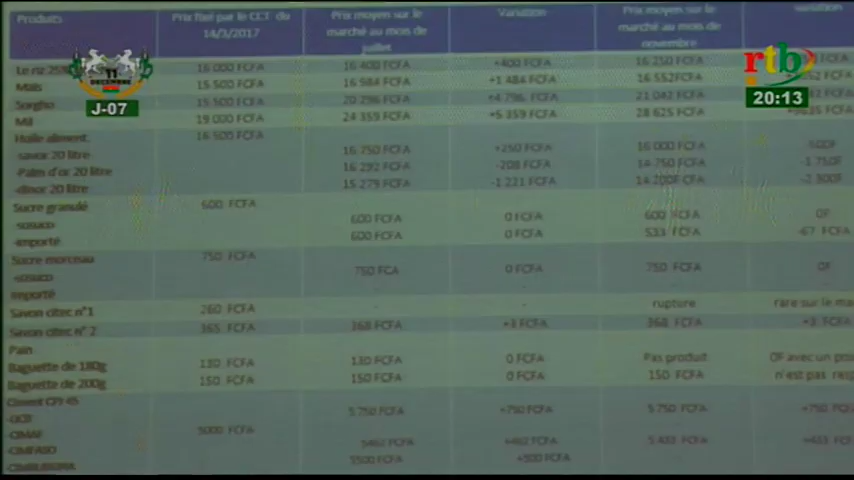 Produits Prix fixé par le CCT du 14/3/2017 Prix moyen sur le marché au mois de juillet Variation Prix moyen sur le marché au mois de novembre variation
Le riz 16 000 FCFA 16 400 FCFA +400 FCFA 16 250 FCFA FCFA
Maïs 15 500 FCFA 16 984 FCFA +1 484 FCFA 16 552FCFA
Sorgho 15 500 FCFA 20 296 FCFA +4 796 FCFA 21 042 FCFA
Mil 19 000 FCFA 24 359 FCFA +5 359 FCFA 28 625 FCFA FCFA
Huile aliment. 16 500 FCFA
savor 20 litre 16 750 FCFA +250 FCFA 16 000 FCFA
-Palm d'or 20 litre 16 292 FCFA -208 FCFA 14 750 FCFA -1 750F
-dinor 20 litre 15 279 FCFA -1 221 FCFA 14 200F CFA -2 300F
Sucre granulé 600 FCFA
-sosuco 600 FCFA 0 FCFA 600 FCFA 0F
-importé 600 FCFA 0 FCFA 533 FCFA -67 FCFA
Sucre morceau 750 FCFA
-sosuco 750 FCA 0 FCFA 750 FCFA 0F
importé
Savon citec n°1 260 FCFA - - rupture rare sur le
Savon citec n° 2 365 FCFA 368 FCFA +3 FCFA 368 FCFA +3 FCFA
Pain
Baguette de 180g 130 FCFA 130 FCFA 0 FCFA Pas produit 0F avec un
Baguette de 200g 150 FCFA 150 FCFA 0 FCFA 150 FCFA n'est pas
Ciment CPJ 45
-GCB 5 750 FCFA +750 FCFA 5 750 FCFA +750
-CIMAF 5000 FCFA
-CIMFASO 5462 FCFA +462 FCFA 5 433 FCFA +433 FCFA
5500 FCFA +500 FCFA
11
DECEMBRE
J-07
rtb
20:13